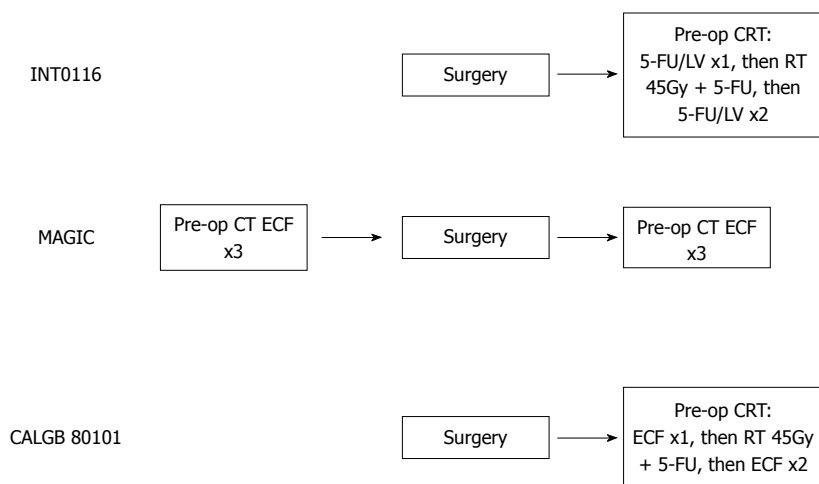 INT0116
Surgery
Pre-op CRT:
5-FU/LV x1, then RT
45Gy + 5-FU, then
5-FU/LV x2
MAGIC
Pre-op CT ECF
x3
Surgery
Pre-op CT ECF
x3
CALGB 80101
Surgery
Pre-op CRT:
ECF x1, then RT 45Gy
+ 5-FU, then ECF x2